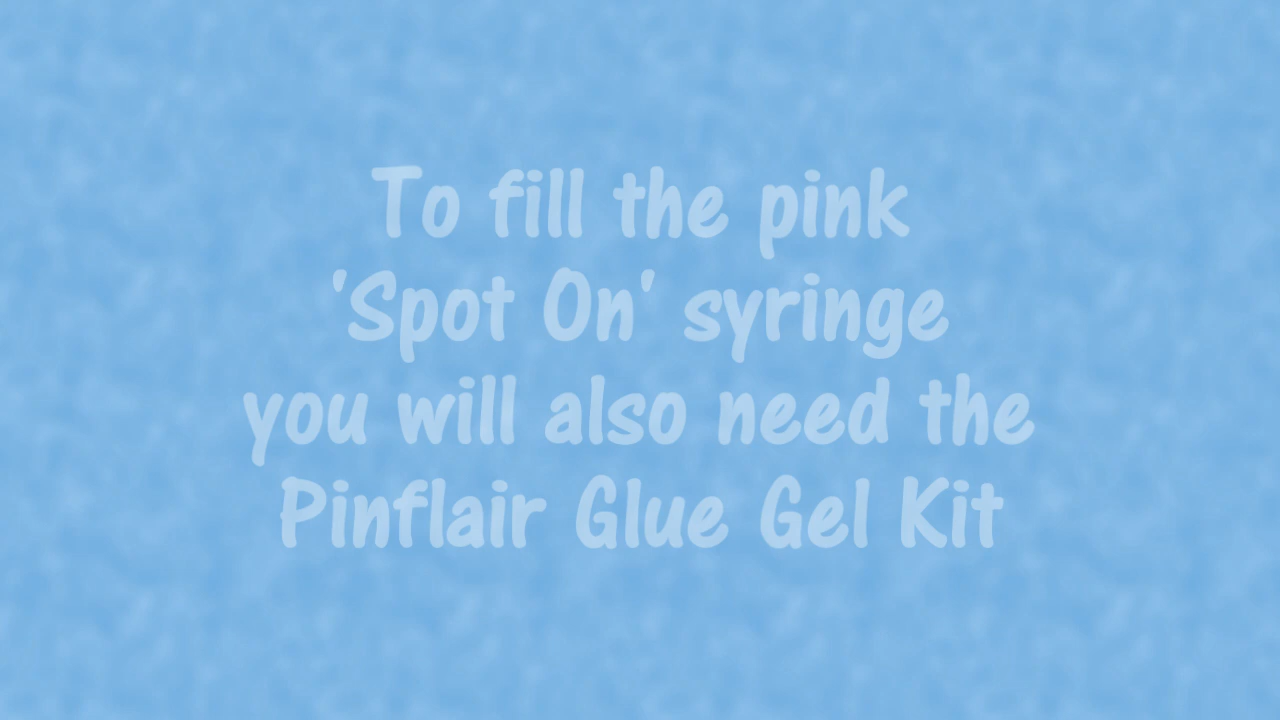 To fill the pink
'Spot On' syringe
you will also need the
Pinflair Glue Gel Kit